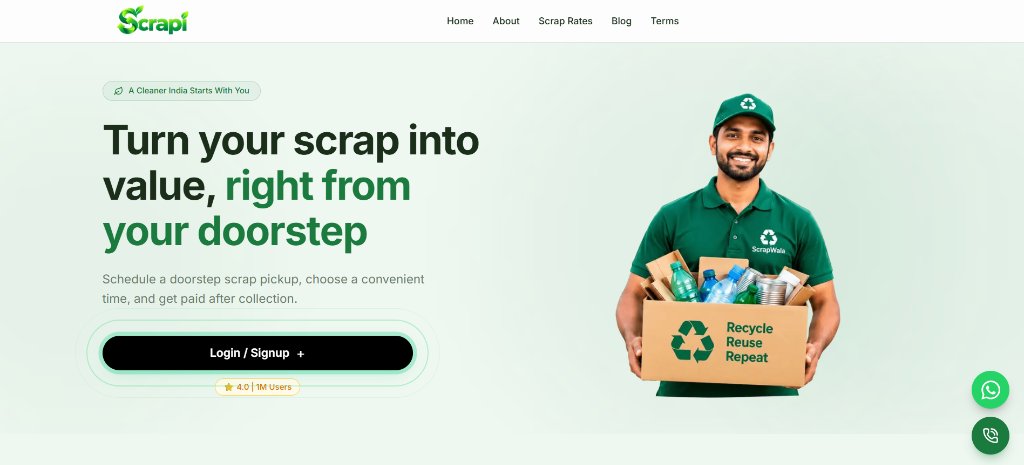 Scrapi
Home
About
Scrap Rates
Blog
Terms
A Cleaner India Starts With You
Turn your scrap into
value, right from
your doorstep
Schedule a doorstep scrap pickup, choose a convenient
time, and get paid after collection.
Login / Signup +
4.0 | 1M Users
ScrapWala
Recycle
Reuse
Repeat